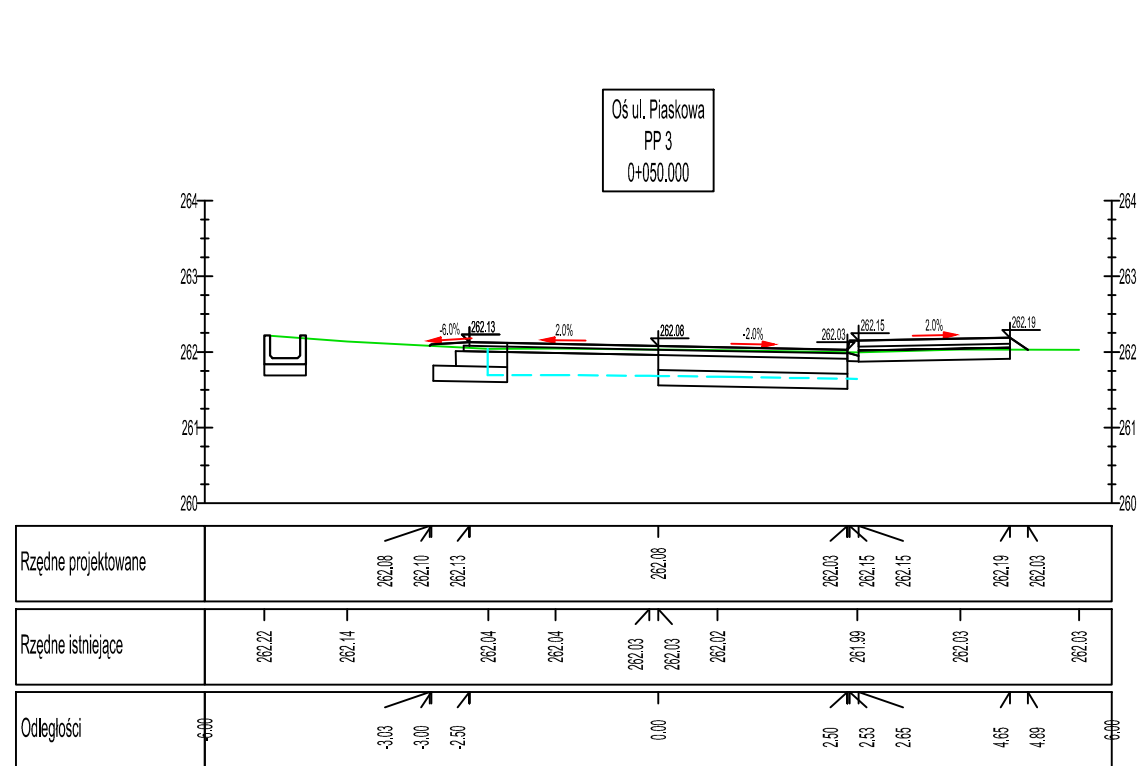 Oś ul. Piaskowa
PP 3
0+050.000
264 264
263 263
262 262
261 261
260 260
-6.0% 262.13 2.0% 262.08 -2.0% 262.03 262.15 2.0% 262.19
Rzędne projektowane 262.08 262.10 262.13 262.08 262.03 262.15 262.15 262.19 262.03
Rzędne istniejące 262.22 262.14 262.04 262.04 262.03 262.03 262.02 261.99 262.03 262.03
Odległości -6.00 -3.03 -3.00 -2.50 0.00 2.50 2.53 2.65 4.65 4.89 6.00